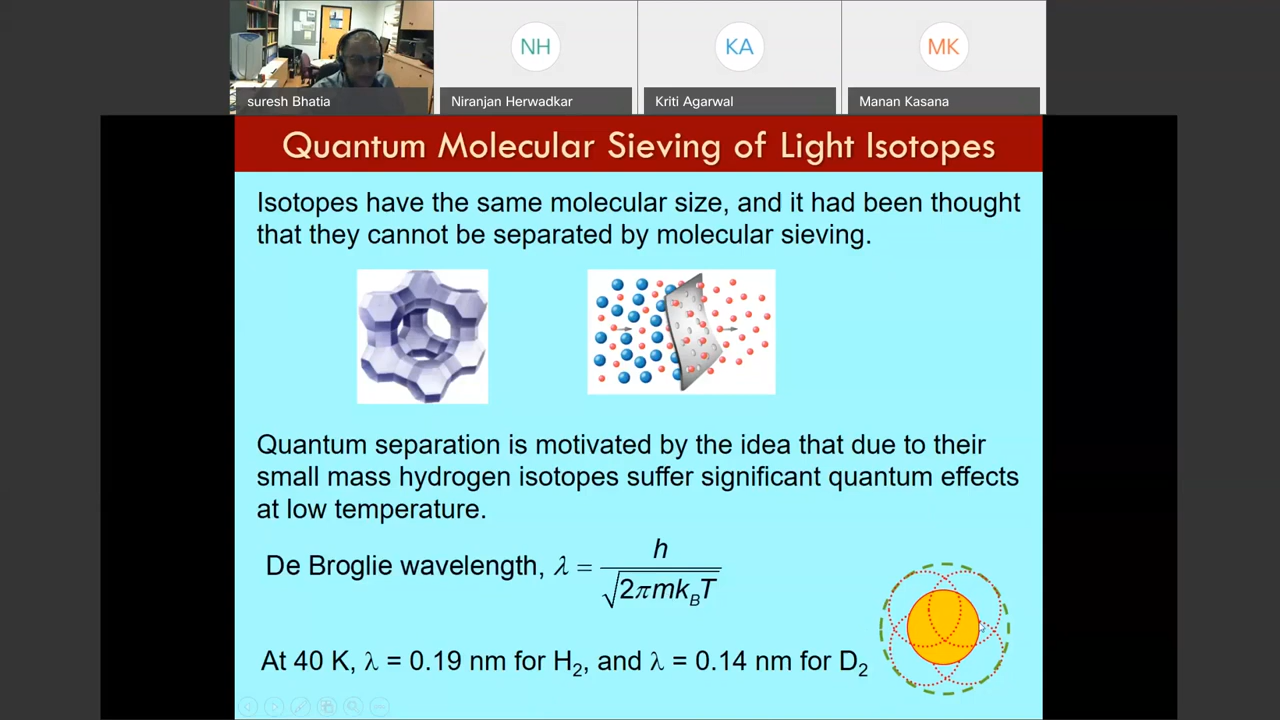 NH
KA
MK
suresh Bhatia
Niranjan Herwadkar
Kriti Agarwal
Manan Kasana
Quantum Molecular Sieving of Light Isotopes
Isotopes have the same molecular size, and it had been thought
that they cannot be separated by molecular sieving.
Quantum separation is motivated by the idea that due to their
small mass hydrogen isotopes suffer significant quantum effects
at low temperature.
De Broglie wavelength, λ = h / √(2πmk_BT)
At 40 K, λ = 0.19 nm for H₂, and λ = 0.14 nm for D₂